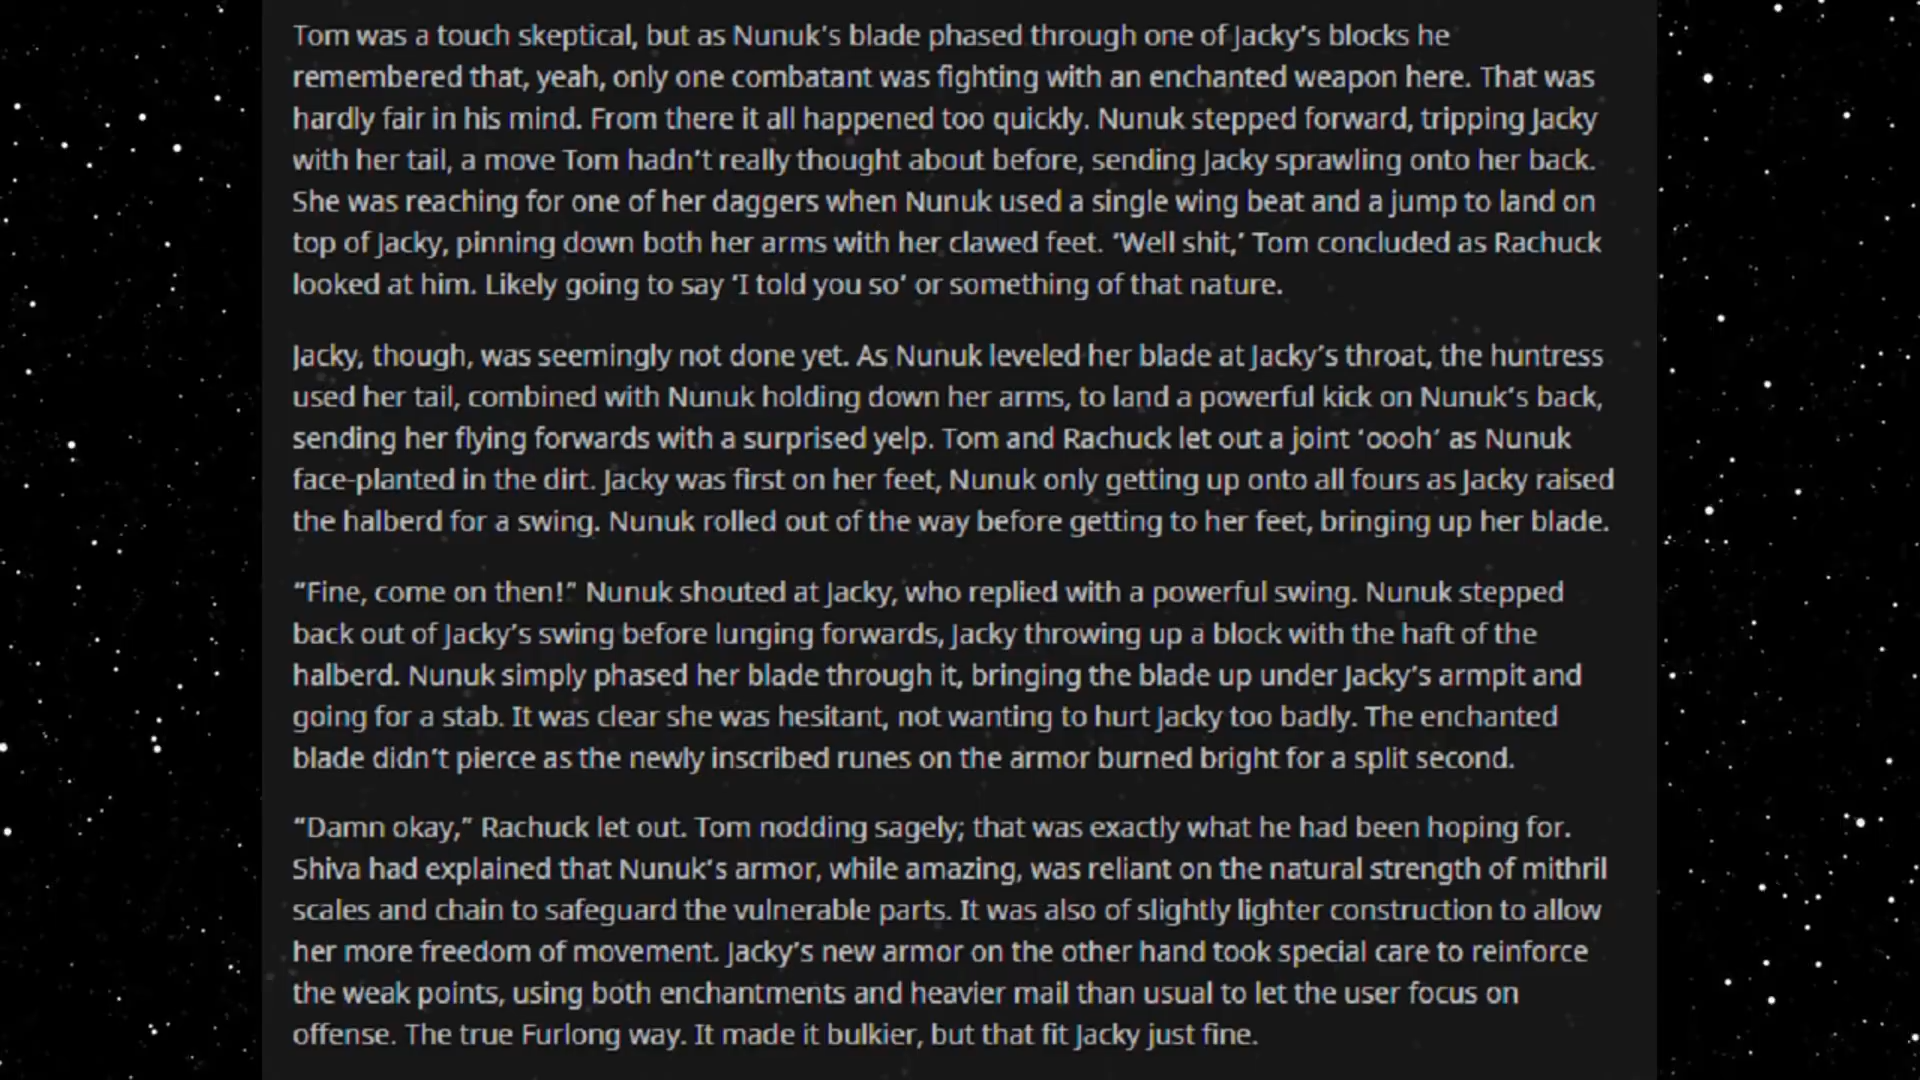 Tom was a touch skeptical, but as Nunuk’s blade phased through one of Jacky’s blocks he
remembered that, yeah, only one combatant was fighting with an enchanted weapon here. That was
hardly fair in his mind. From there it all happened too quickly. Nunuk stepped forward, tripping Jacky
with her tail, a move Tom hadn’t really thought about before, sending Jacky sprawling onto her back.
She was reaching for one of her daggers when Nunuk used a single wing beat and a jump to land on
top of Jacky, pinning down both her arms with her clawed feet. ‘Well shit,’ Tom concluded as Rachuck
looked at him. Likely going to say ‘I told you so’ or something of that nature.
Jacky, though, was seemingly not done yet. As Nunuk leveled her blade at Jacky’s throat, the huntress
used her tail, combined with Nunuk holding down her arms, to land a powerful kick on Nunuk’s back,
sending her flying forwards with a surprised yelp. Tom and Rachuck let out a joint ‘oooh’ as Nunuk
face-planted in the dirt. Jacky was first on her feet, Nunuk only getting up onto all fours as Jacky raised
the halberd for a swing. Nunuk rolled out of the way before getting to her feet, bringing up her blade.
“Fine, come on then!” Nunuk shouted at Jacky, who replied with a powerful swing. Nunuk stepped
back out of Jacky’s swing before lunging forwards, Jacky throwing up a block with the haft of the
halberd. Nunuk simply phased her blade through it, bringing the blade up under Jacky’s armpit and
going for a stab. It was clear she was hesitant, not wanting to hurt Jacky too badly. The enchanted
blade didn’t pierce as the newly inscribed runes on the armor burned bright for a split second.
“Damn okay,” Rachuck let out. Tom nodding sagely; that was exactly what he had been hoping for.
Shiva had explained that Nunuk’s armor, while amazing, was reliant on the natural strength of mithril
scales and chain to safeguard the vulnerable parts. It was also of slightly lighter construction to allow
her more freedom of movement. Jacky’s new armor on the other hand took special care to reinforce
the weak points, using both enchantments and heavier mail than usual to let the user focus on
offense. The true Furlong way. It made it bulkier, but that fit Jacky just fine.